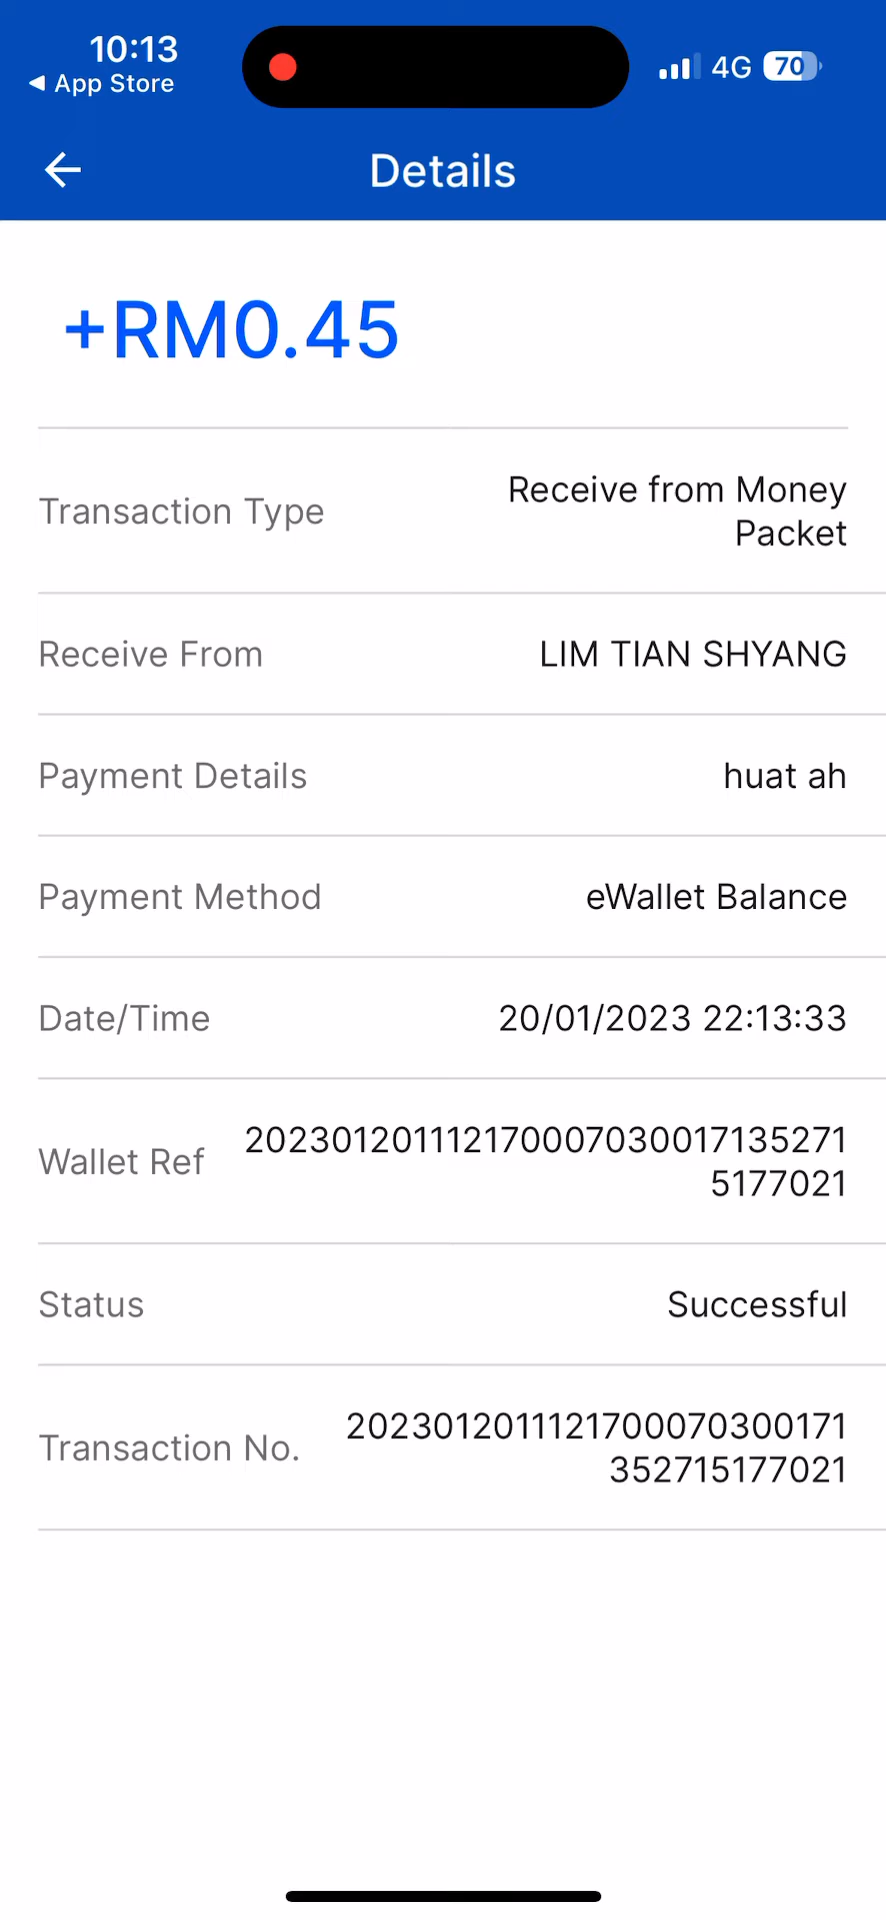 10:13
◀ App Store
4G 70
Details
+RM0.45
Transaction Type
Receive from Money
Packet
Receive From
LIM TIAN SHYANG
Payment Details
huat ah
Payment Method
eWallet Balance
Date/Time
20/01/2023 22:13:33
Wallet Ref
202301201112170007030017135271
5177021
Status
Successful
Transaction No.
2023012011121700070300171
352715177021